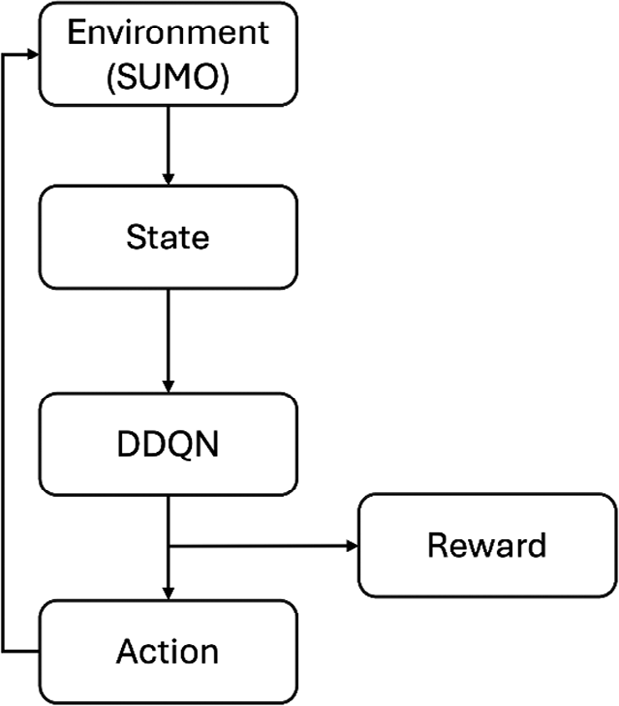 Environment
(SUMO)
State
DDQN
Reward
Action